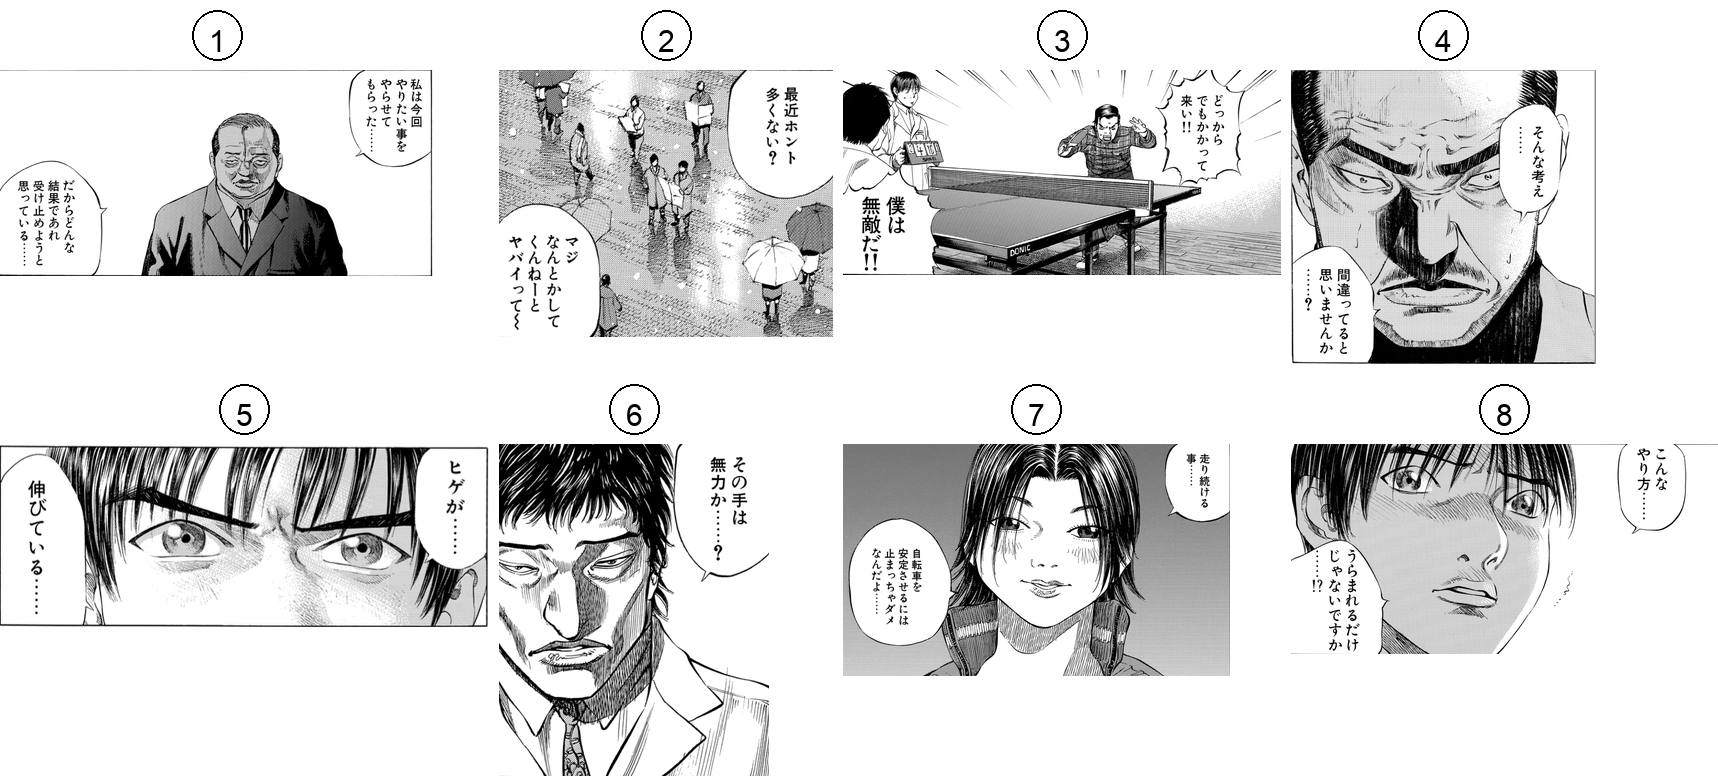 1
私は今回
やりたい事を
やらせて
もらった……
だからどんな
結果であれ
受け止めようと
思っている……
2
最近ホント
多くない?
マジ
なんとかして
くんねーと
ヤバイって〜
3
どっから
でもかかって
来い!!
僕は
無敵だ!!
DONIC
4
そんな考え
……
間違ってると
思いませんか
……?
5
ヒゲが……
伸びている……
6
その手は
無力か……?
7
走り続ける
事……
自転車を
安定させるには
止まっちゃダメ
なんだよ……
8
こんな
やり方……
うらまれるだけ
じゃないですか
……!?